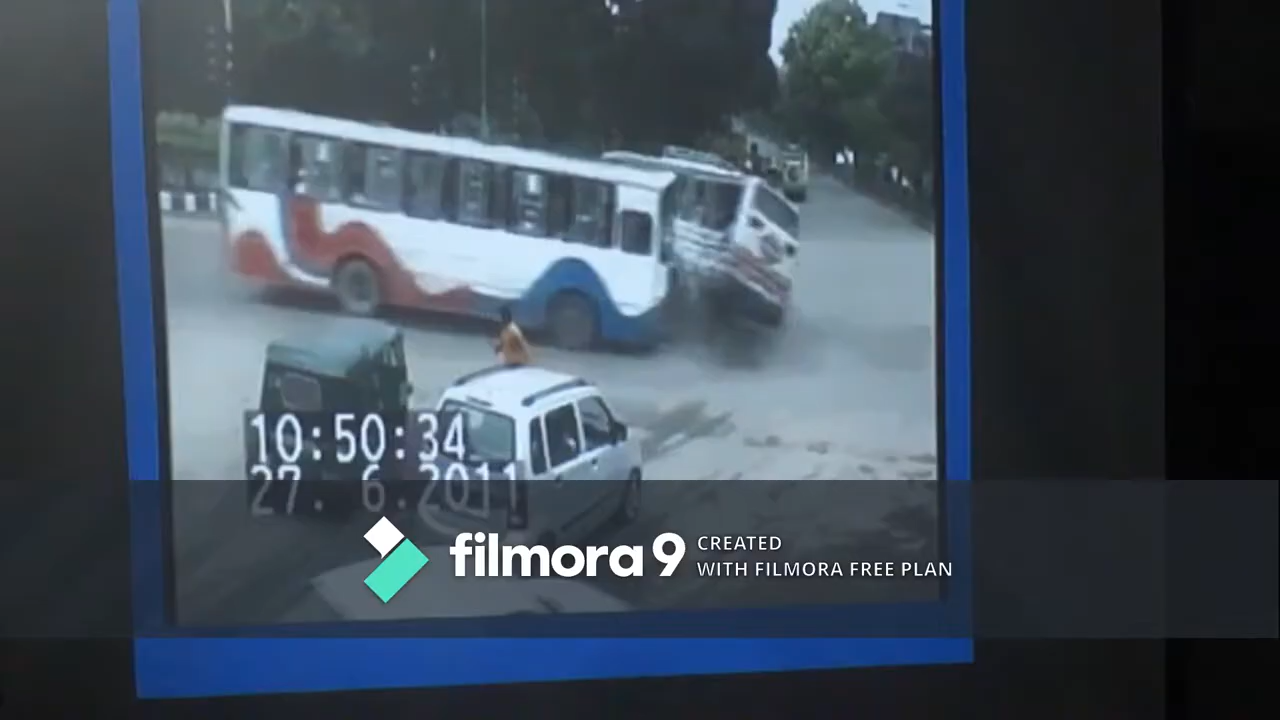 10:50:34
27. 6.2011
filmora9
CREATED
WITH FILMORA FREE PLAN